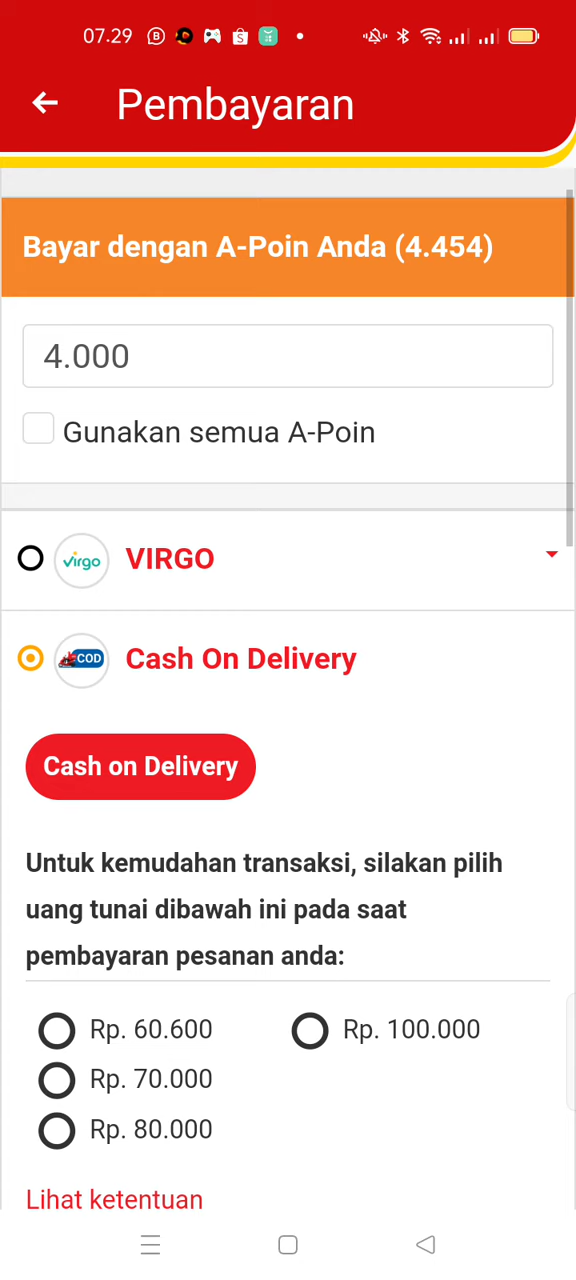 07.29
Pembayaran
Bayar dengan A-Poin Anda (4.454)
4.000
Gunakan semua A-Poin
virgo VIRGO
COD Cash On Delivery
Cash on Delivery
Untuk kemudahan transaksi, silakan pilih
uang tunai dibawah ini pada saat
pembayaran pesanan anda:
Rp. 60.600 Rp. 100.000
Rp. 70.000
Rp. 80.000
Lihat ketentuan